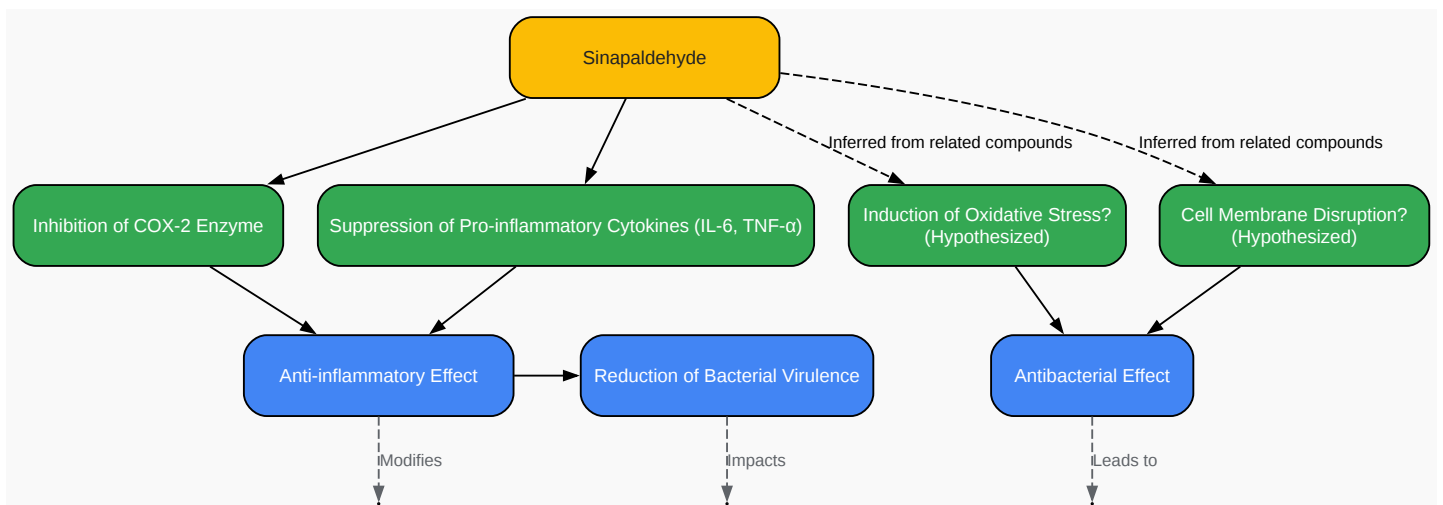 Sinapaldehyde
Inferred from related compounds
Inferred from related compounds
Inhibition of COX-2 Enzyme
Suppression of Pro-inflammatory Cytokines (IL-6, TNF-α)
Induction of Oxidative Stress?
(Hypothesized)
Cell Membrane Disruption?
(Hypothesized)
Anti-inflammatory Effect
Reduction of Bacterial Virulence
Antibacterial Effect
Modifies
Impacts
Leads to